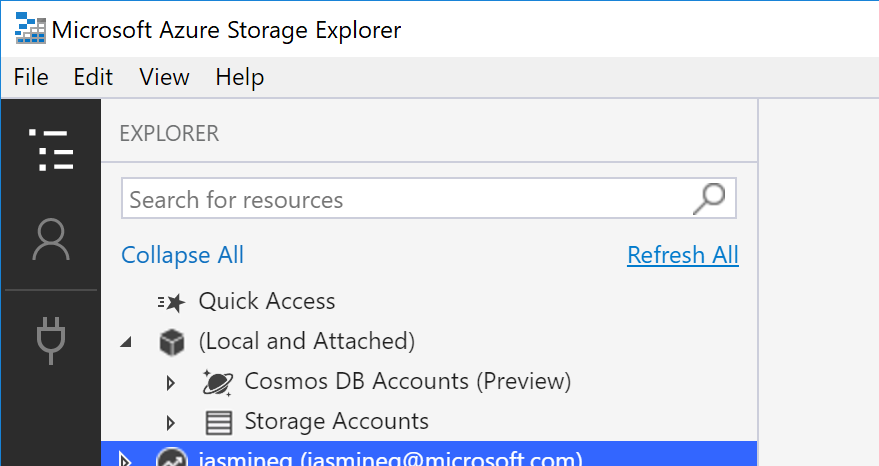 Microsoft Azure Storage Explorer
File Edit View Help
EXPLORER
Search for resources
Collapse All Refresh All
Quick Access
(Local and Attached)
Cosmos DB Accounts (Preview)
Storage Accounts
jasmineg (jasmineg@microsoft.com)